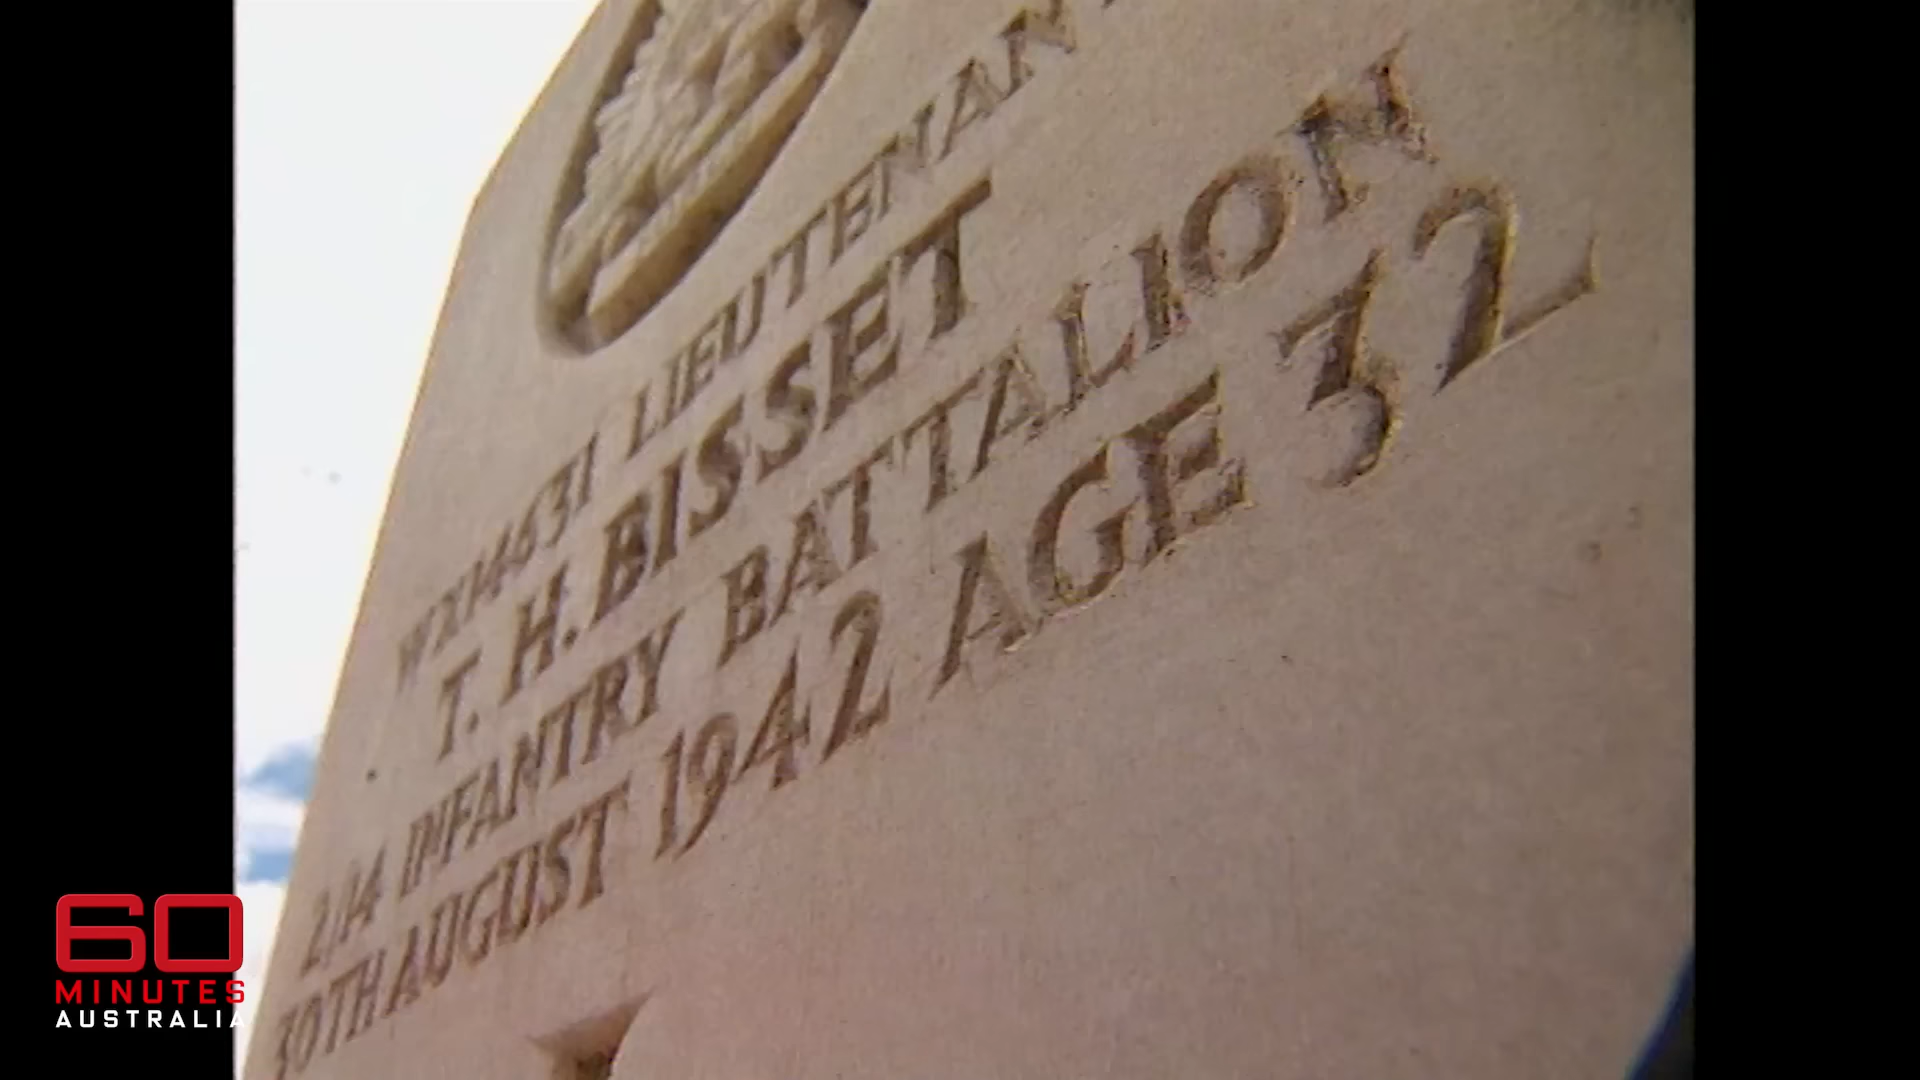 WX14631 LIEUTENANT
T. H. BISSET
2/14 INFANTRY BATTALION
30TH AUGUST 1942 AGE 32
60
MINUTES
AUSTRALIA